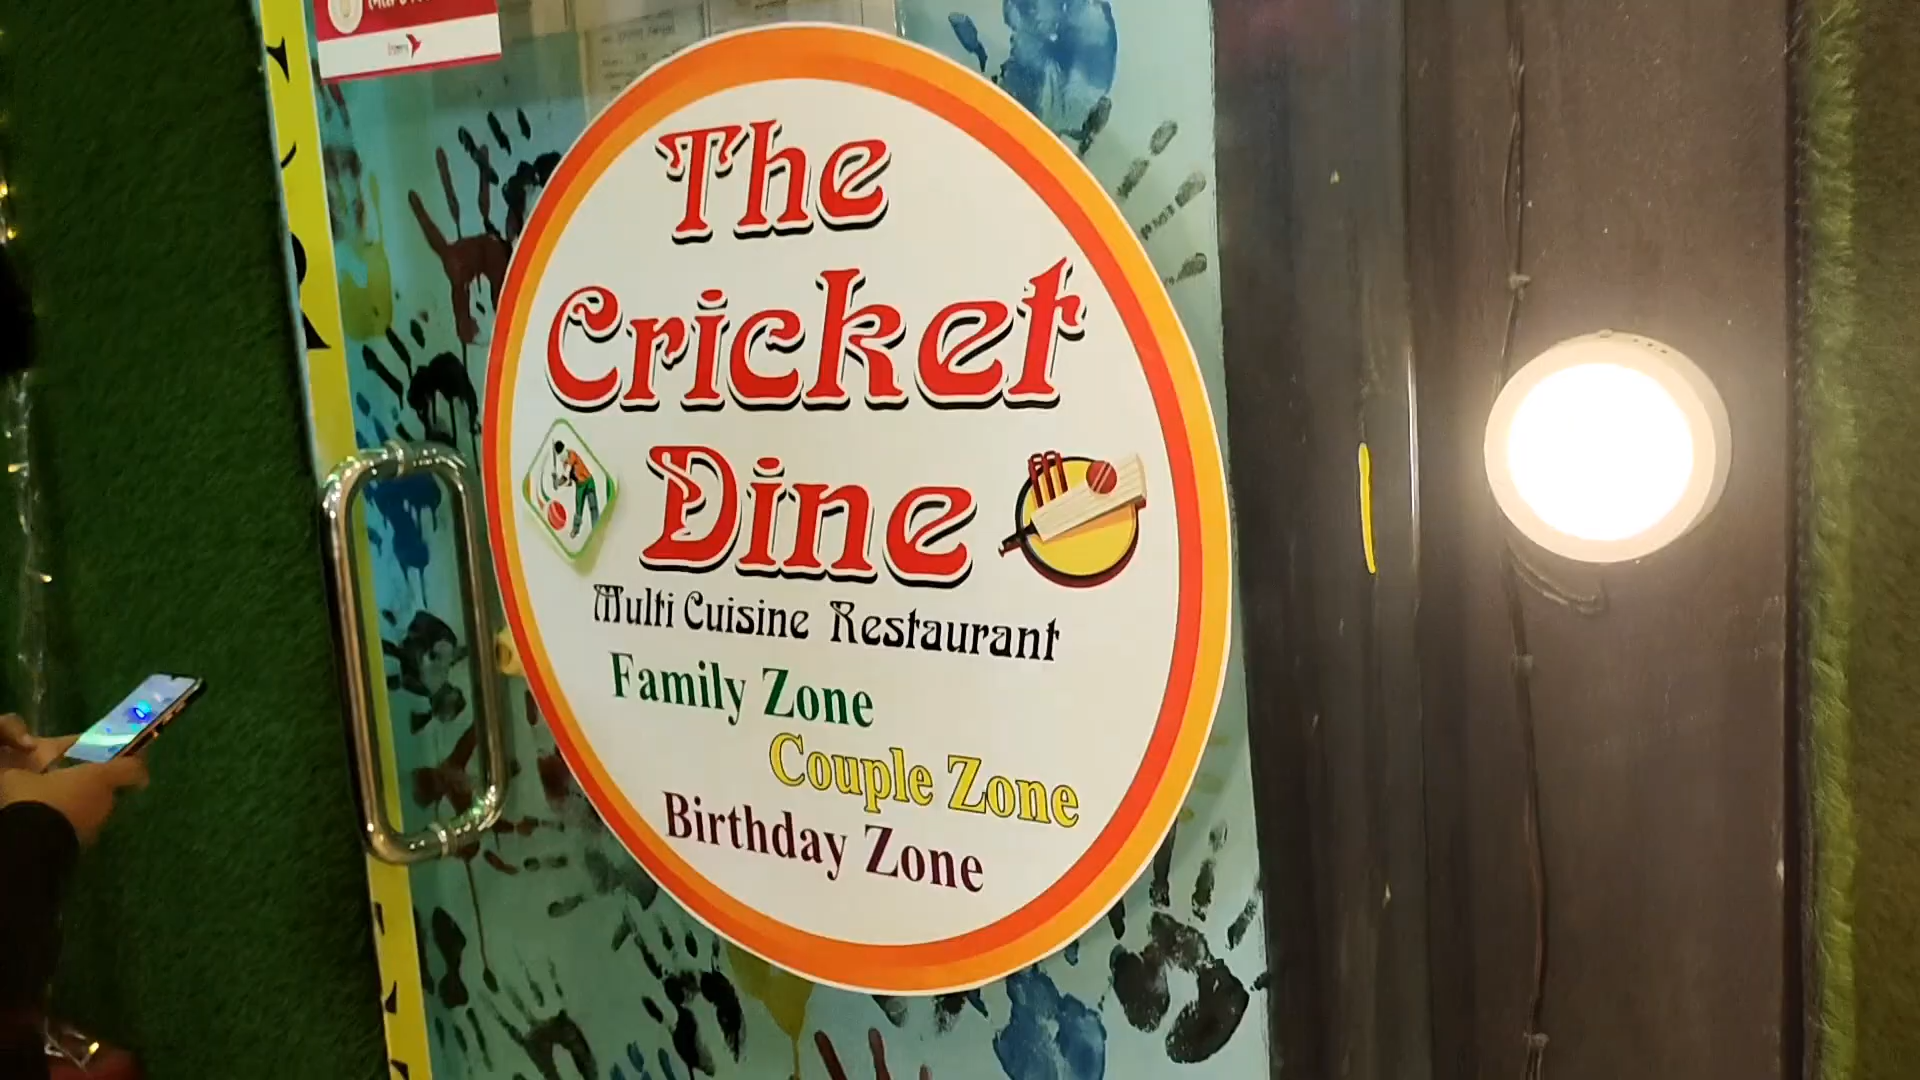 The
Cricket
Dine
Multi Cuisine Restaurant
Family Zone
Couple Zone
Birthday Zone